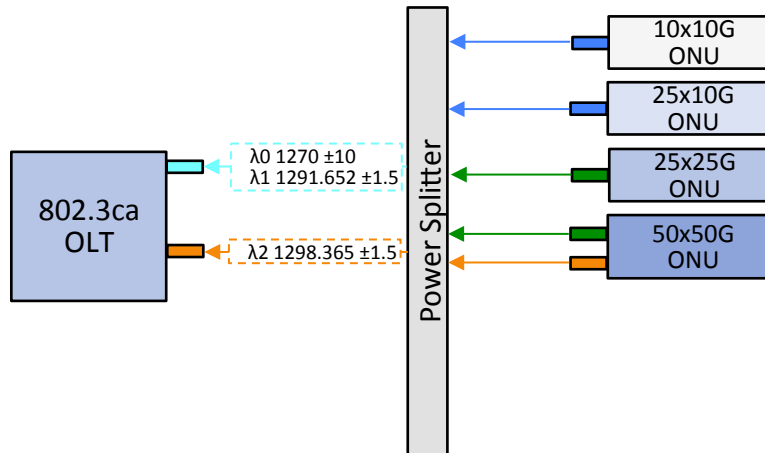 802.3ca
OLT
λ0 1270 ±10
λ1 1291.652 ±1.5
λ2 1298.365 ±1.5
Power Splitter
10x10G
ONU
25x10G
ONU
25x25G
ONU
50x50G
ONU